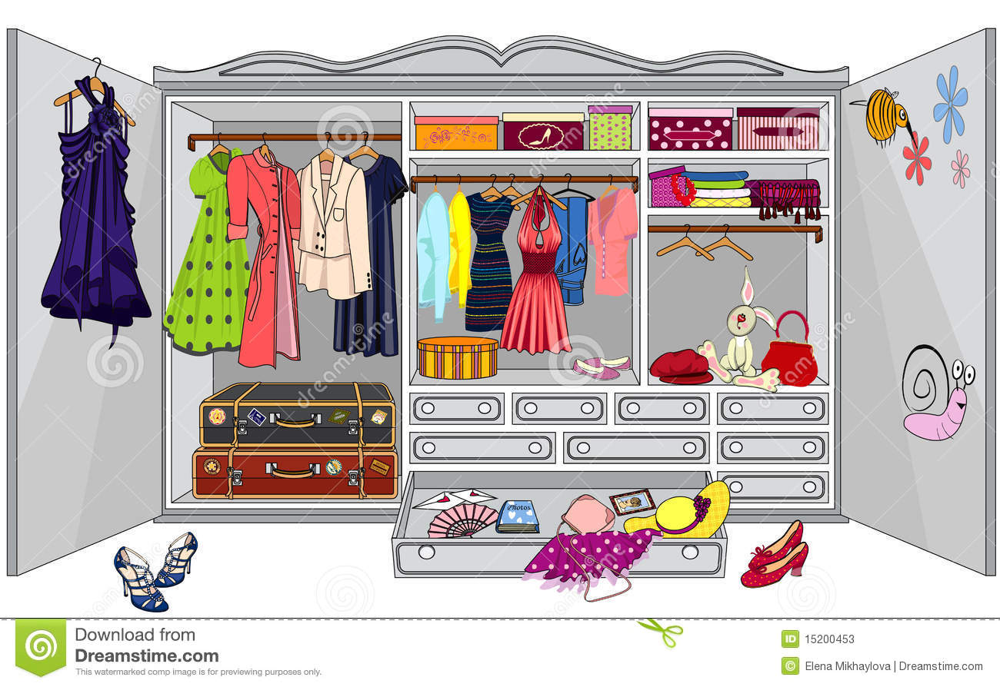 Photos
Download from
Dreamstime.com
This watermarked comp image is for previewing purposes only.
ID 15200453
© Elena Mikhaylova | Dreamstime.com